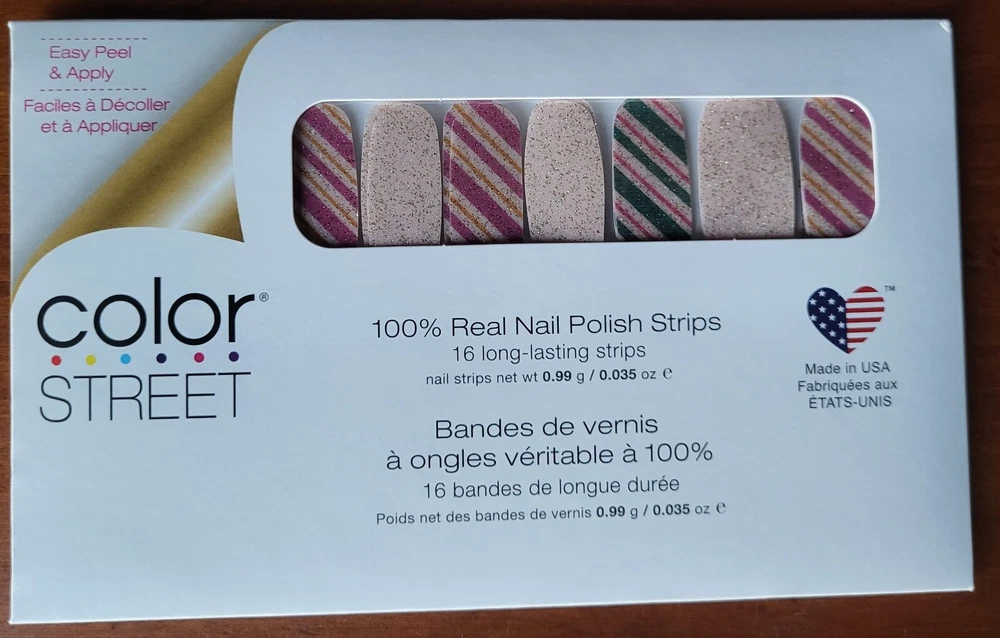 Easy Peel
& Apply
Faciles à Décoller
et à Appliquer
color®
STREET
100% Real Nail Polish Strips
16 long-lasting strips
nail strips net wt 0.99 g / 0.035 oz ℮
Bandes de vernis
à ongles véritable à 100%
16 bandes de longue durée
Poids net des bandes de vernis 0.99 g / 0.035 oz ℮
™
Made in USA
Fabriquées aux
ÉTATS-UNIS